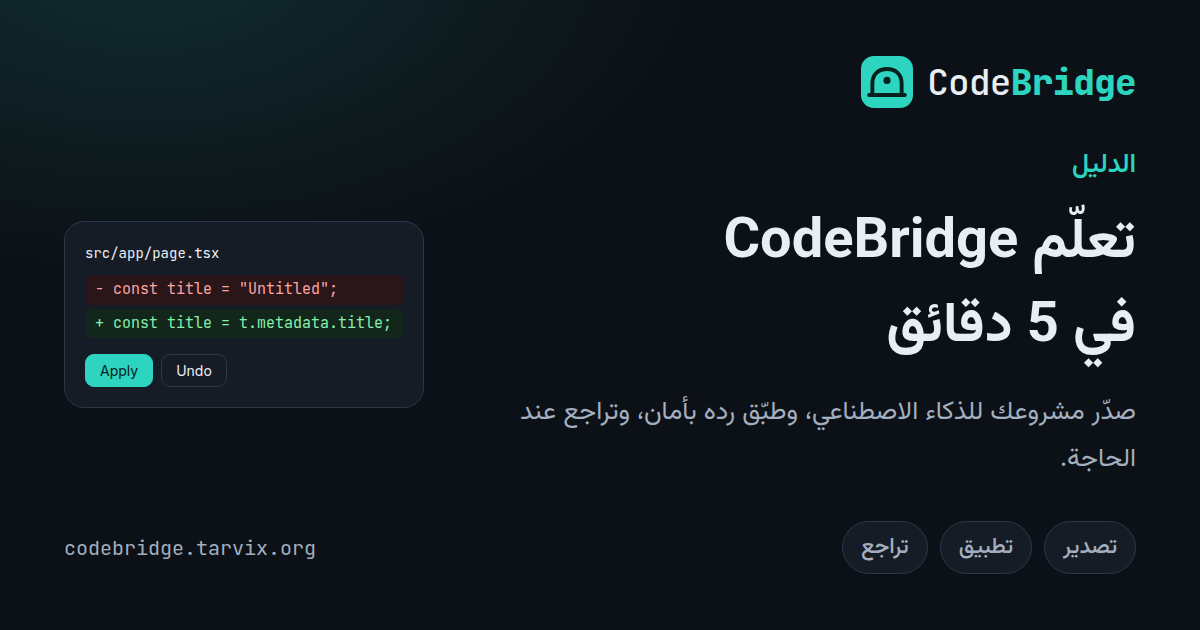 CodeBridge
الدليل
تعلّم CodeBridge
في 5 دقائق
صدّر مشروعك للذكاء الاصطناعي، وطبّق رده بأمان، وتراجع عند
الحاجة.
تصدير تطبيق تراجع
src/app/page.tsx
- const title = "Untitled";
+ const title = t.metadata.title;
Apply Undo
codebridge.tarvix.org